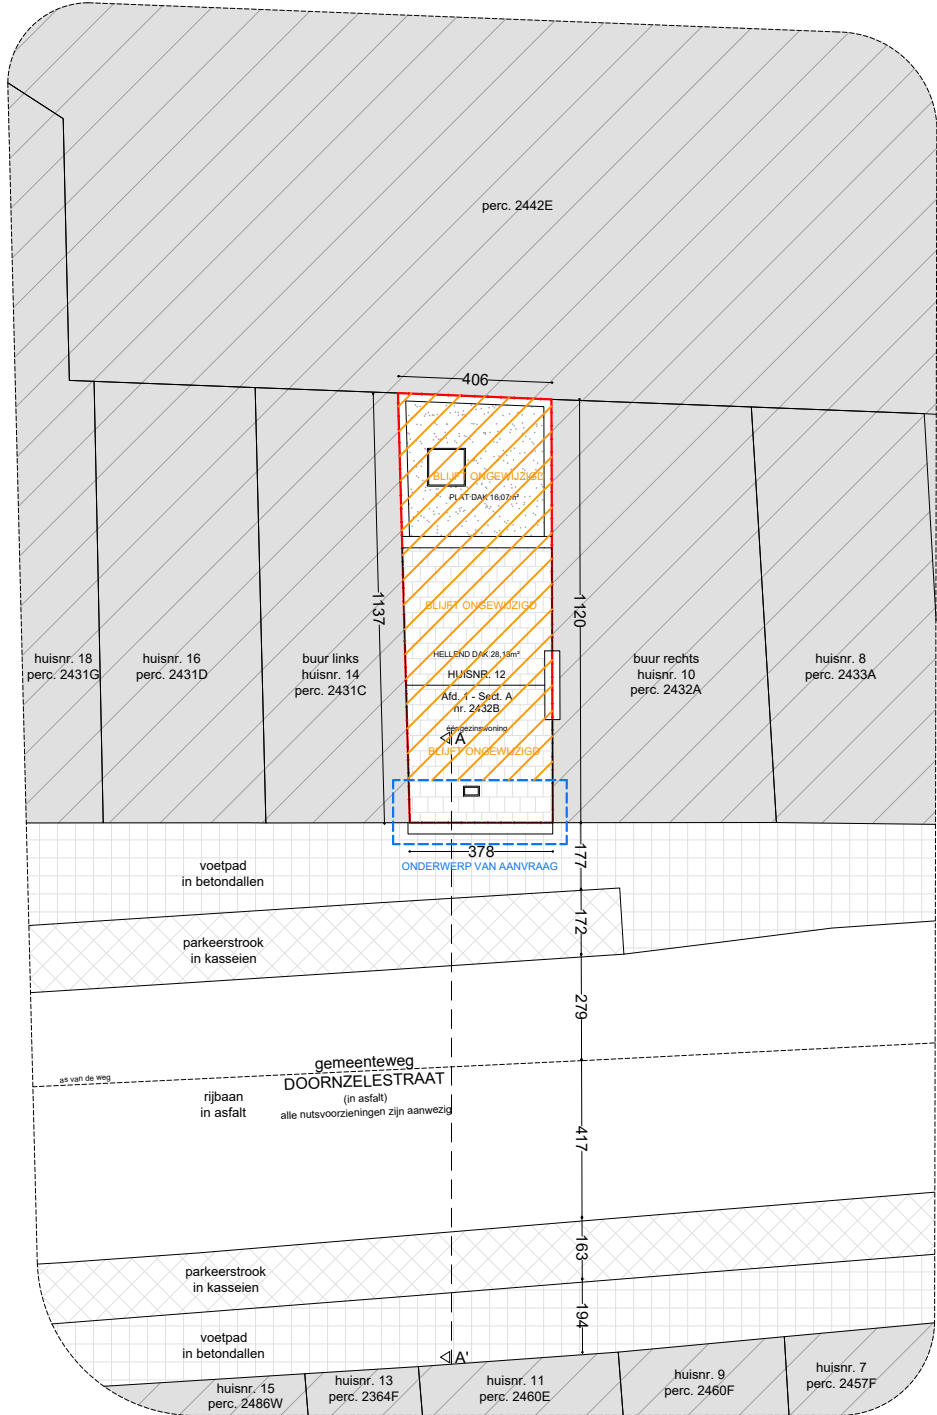 perc. 2442E
406
BLIJFT ONGEWIJZIGD
PLAT DAK 16,07m²
1137
1120
BLIJFT ONGEWIJZIGD
HELLEND DAK 28,13m²
HUISNR. 12
Afd. 1 - Sect. A
nr. 2432B
ééngezinswoning
A
BLIJFT ONGEWIJZIGD
huisnr. 18
perc. 2431G
huisnr. 16
perc. 2431D
buur links
huisnr. 14
perc. 2431C
buur rechts
huisnr. 10
perc. 2432A
huisnr. 8
perc. 2433A
378
ONDERWERP VAN AANVRAAG
177
voetpad
in betondallen
172
parkeerstrook
in kasseien
279
gemeenteweg
as van de weg
DOORNZELESTRAAT
(in asfalt)
alle nutsvoorzieningen zijn aanwezig
rijbaan
in asfalt
417
163
parkeerstrook
in kasseien
194
voetpad
in betondallen
A'
huisnr. 15
perc. 2486W
huisnr. 13
perc. 2364F
huisnr. 11
perc. 2460E
huisnr. 9
perc. 2460F
huisnr. 7
perc. 2457F